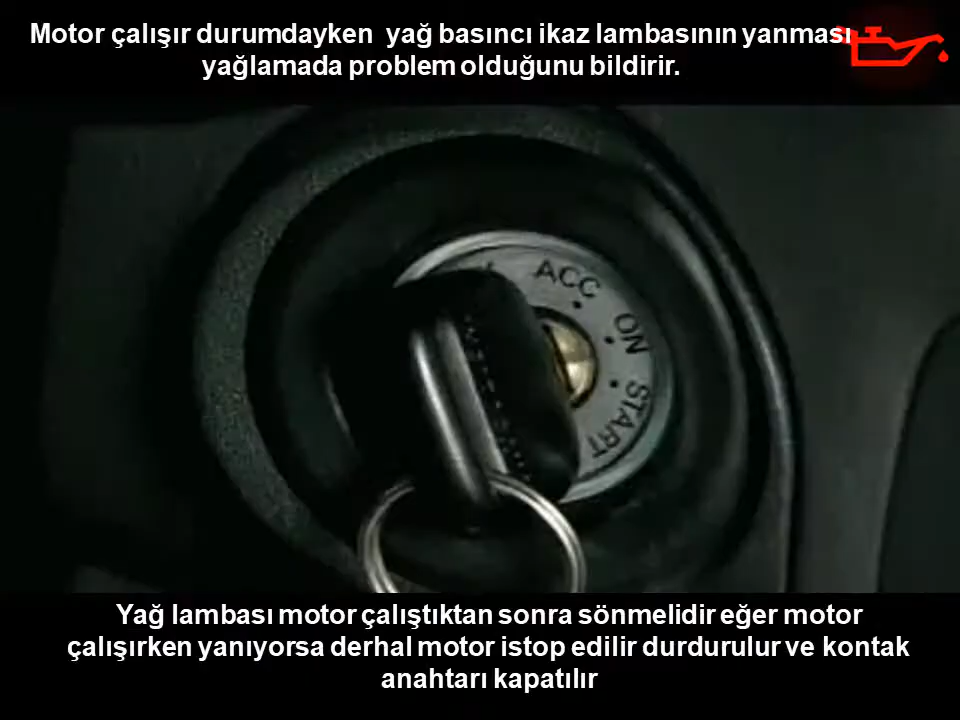 Motor çalışır durumdayken yağ basıncı ikaz lambasının yanması
yağlamada problem olduğunu bildirir.
ACC
ON
START
Yağ lambası motor çalıştıktan sonra sönmelidir eğer motor
çalışırken yanıyorsa derhal motor istop edilir durdurulur ve kontak
anahtarı kapatılır